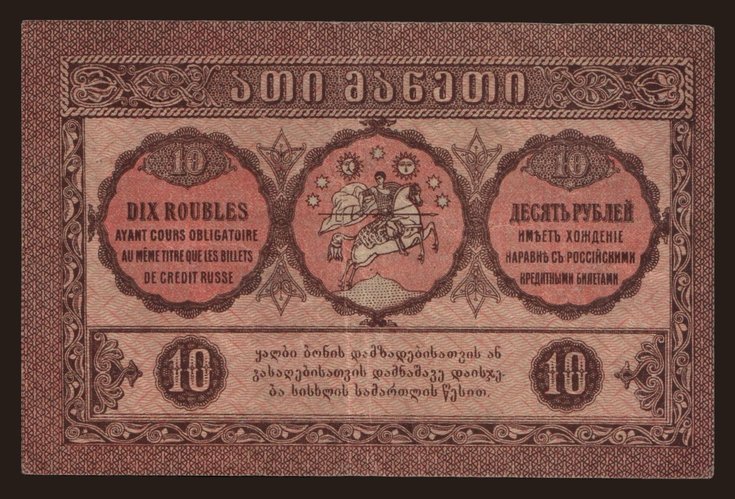 ათი მანეთი
10
DIX ROUBLES
AYANT COURS OBLIGATOIRE
AU MÊME TITRE QUE LES BILLETS
DE CRÉDIT RUSSE
10
ДЕСЯТЬ РУБЛЕЙ
ИМѢЕТЪ ХОЖДЕНІЕ
НАРАВНѢ СЪ РОССІЙСКИМИ
КРЕДИТНЫМИ БИЛЕТАМИ
10
ყალბი ბონის დამზადებისათვის ან
გასაღებისათვის დამნაშავე დაისჯე-
ბა სისხლის სამართლის წესით.
10